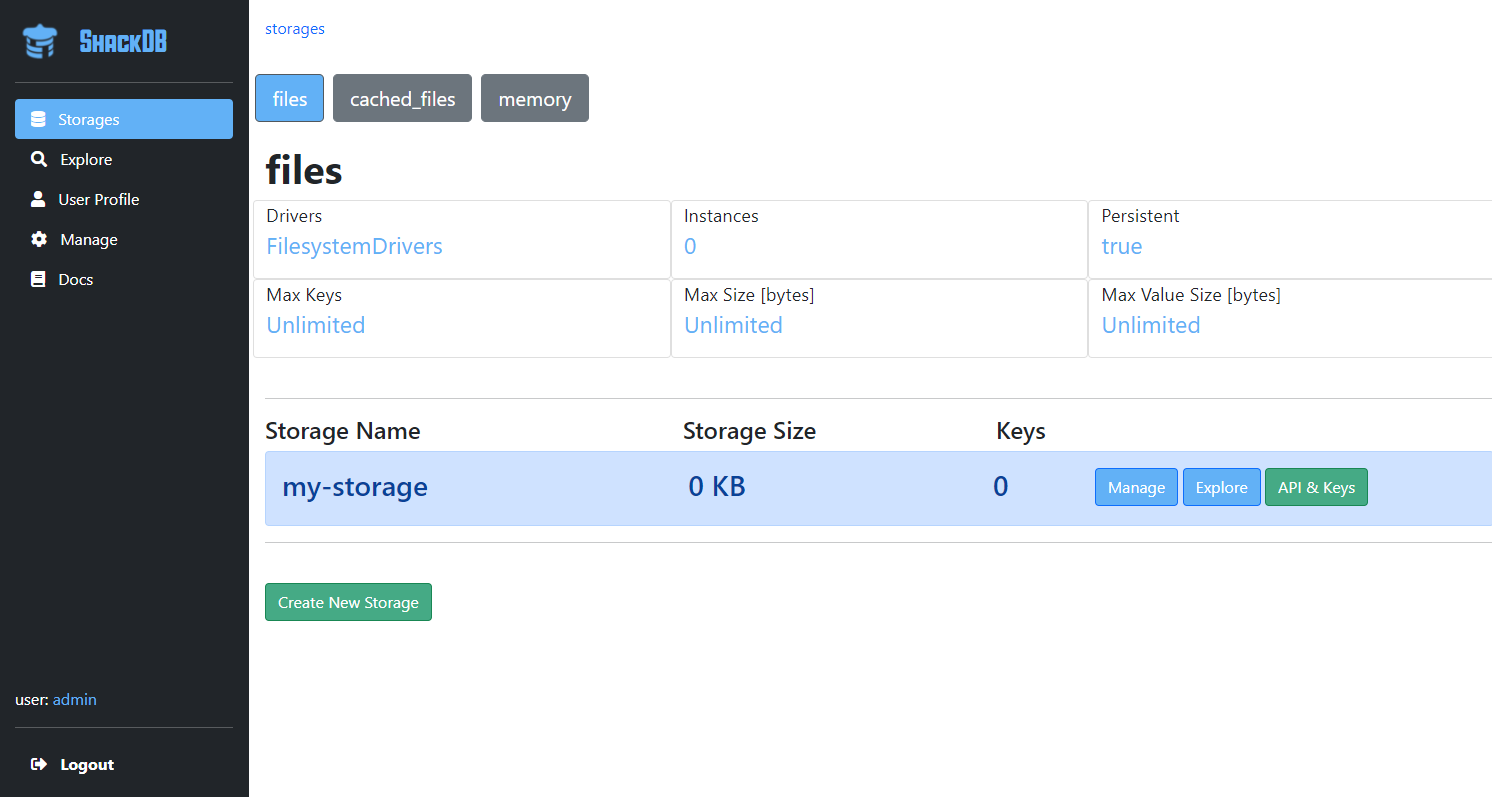 ShackDB
Storages
Explore
User Profile
Manage
Docs
user: admin
Logout
storages
files cached_files memory
files
Drivers Instances Persistent
FilesystemDrivers 0 true
Max Keys Max Size [bytes] Max Value Size [bytes]
Unlimited Unlimited Unlimited
Storage Name Storage Size Keys
my-storage 0 KB 0 Manage Explore API & Keys
Create New Storage